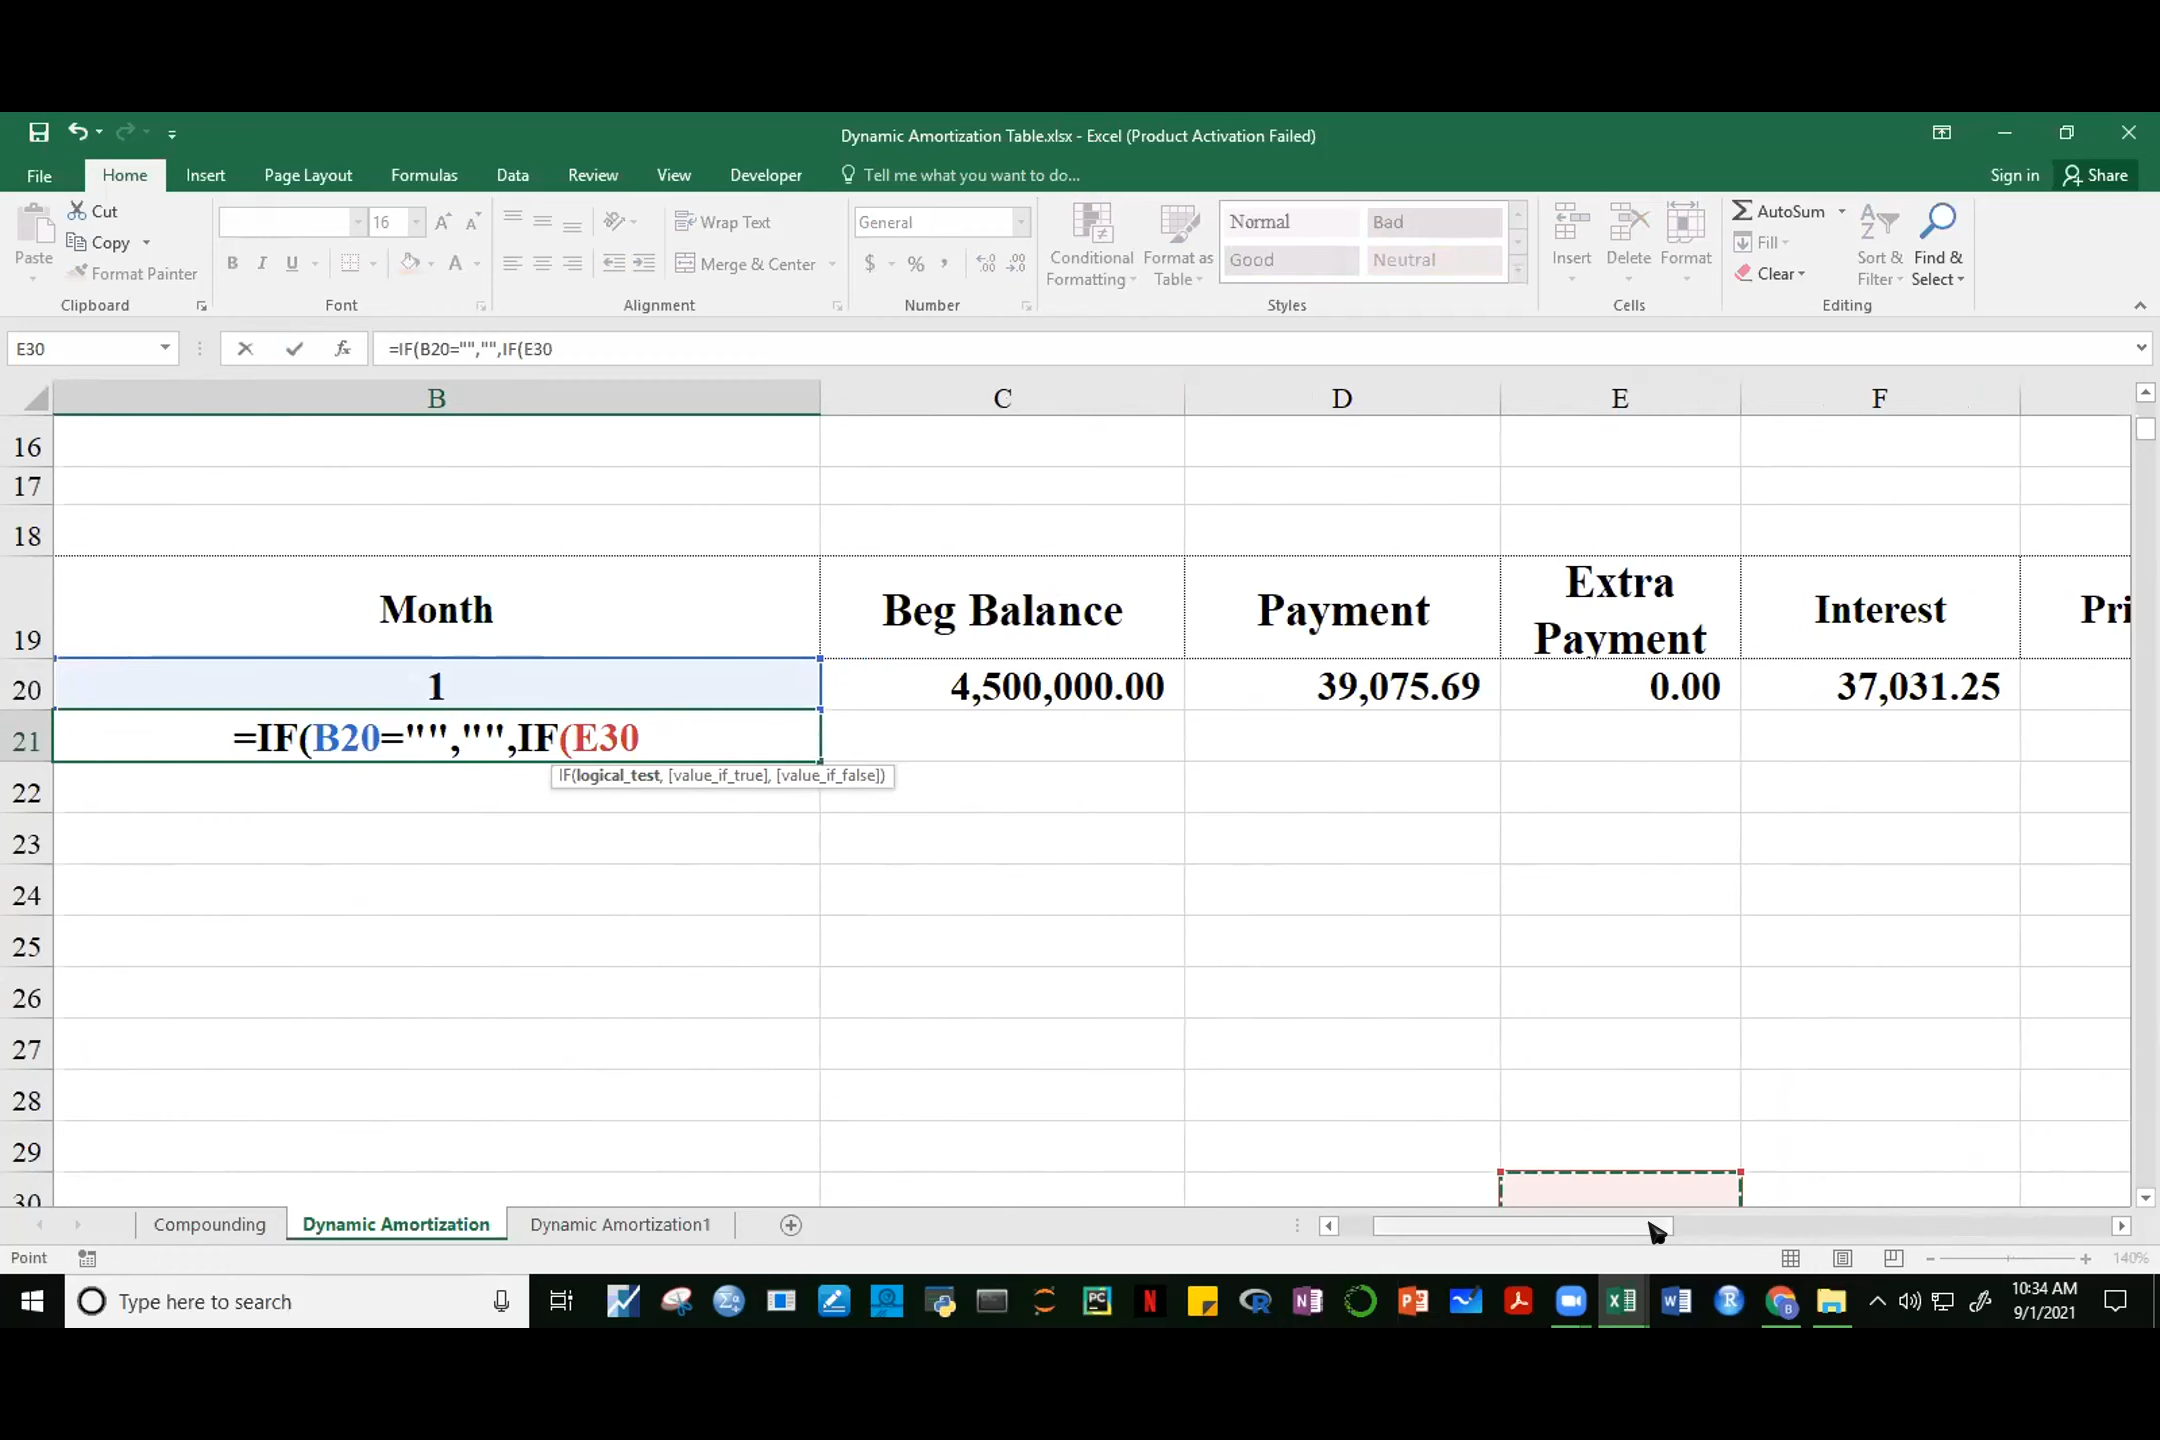 Dynamic Amortization Table.xlsx - Excel (Product Activation Failed)
File Home Insert Page Layout Formulas Data Review View Developer Tell me what you want to do... Sign in Share
Paste Cut Copy Format Painter Clipboard
16 B I U A Font
Wrap Text Merge & Center Alignment
General $ % , Number
Conditional Formatting Format as Table Normal Bad Good Neutral Styles
Insert Delete Format Cells
AutoSum Fill Clear Sort & Filter Find & Select Editing
E30 fx =IF(B20="","",IF(E30
B C D E F
16
17
18
19 Month Beg Balance Payment Extra Payment Interest Pri
20 1 4,500,000.00 39,075.69 0.00 37,031.25
21 =IF(B20="","",IF(E30
IF(logical_test, [value_if_true], [value_if_false])
22
23
24
25
26
27
28
29
30
Compounding Dynamic Amortization Dynamic Amortization1
Point 140%
Type here to search 10:34 AM
9/1/2021